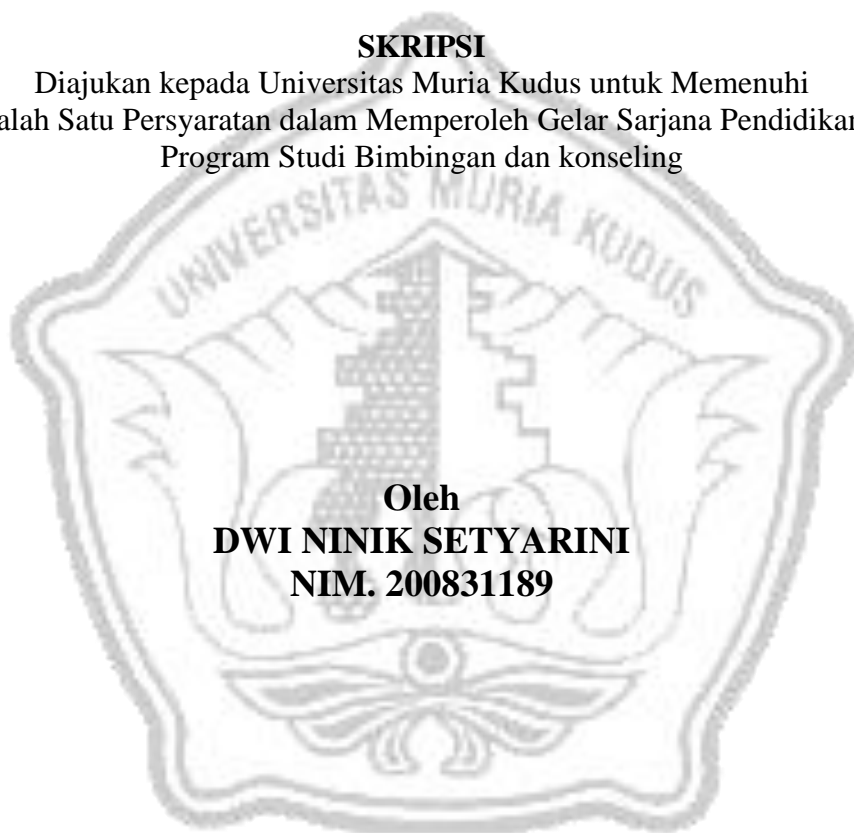 SKRIPSI
Diajukan kepada Universitas Muria Kudus untuk Memenuhi
alah Satu Persyaratan dalam Memperoleh Gelar Sarjana Pendidikan
Program Studi Bimbingan dan konseling
UNIVERSITAS MURIA KUDUS
Oleh
DWI NINIK SETYARINI
NIM. 200831189